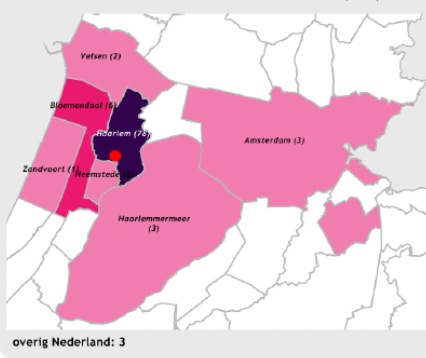 Velsen (2)
Bloemendaal (6)
Haarlem (78)
Amsterdam (3)
Zandvoort (1)
Heemstede
Haarlemmermeer
(3)
overig Nederland: 3